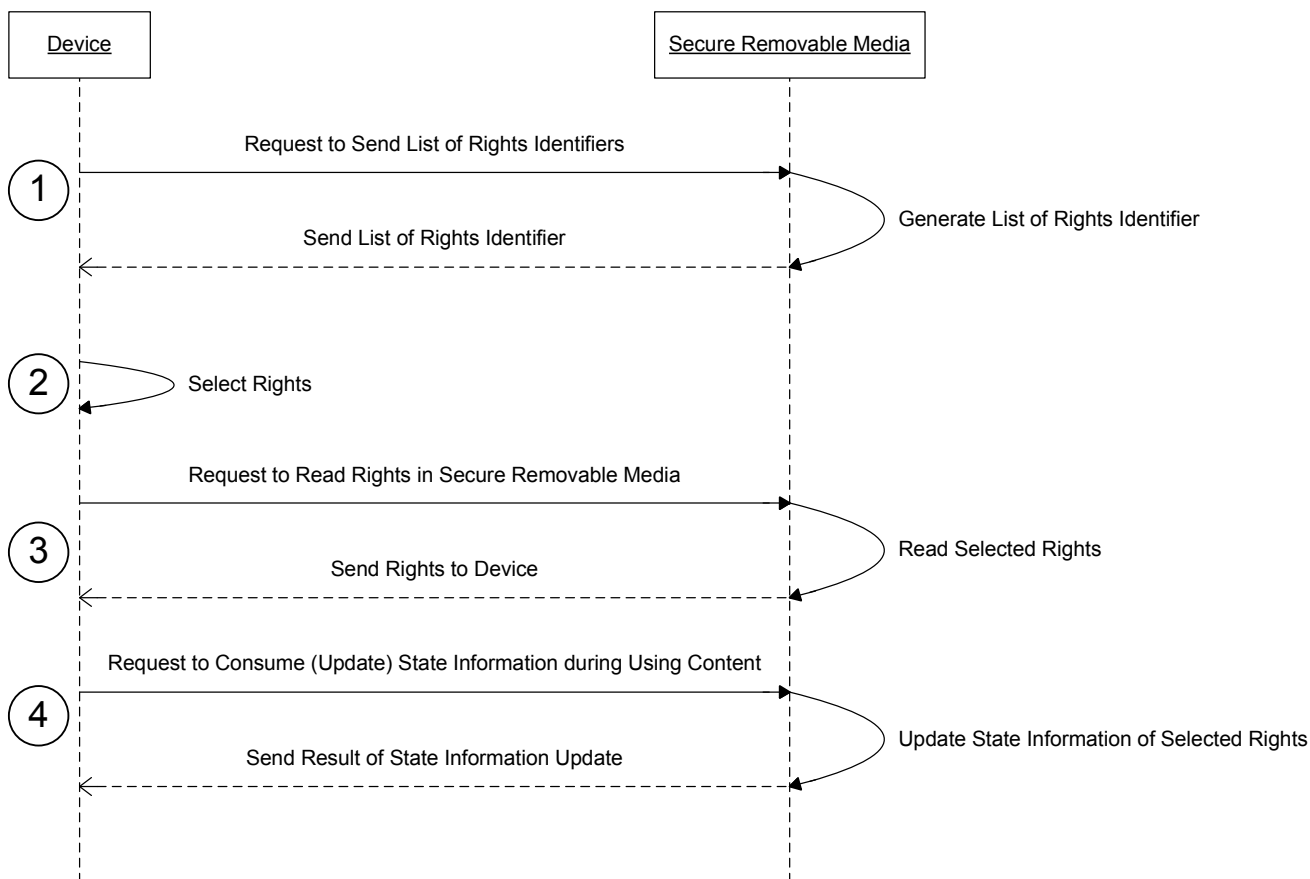 Device
Secure Removable Media
Request to Send List of Rights Identifiers
1
Generate List of Rights Identifier
Send List of Rights Identifier
2
Select Rights
Request to Read Rights in Secure Removable Media
3
Read Selected Rights
Send Rights to Device
Request to Consume (Update) State Information during Using Content
4
Update State Information of Selected Rights
Send Result of State Information Update